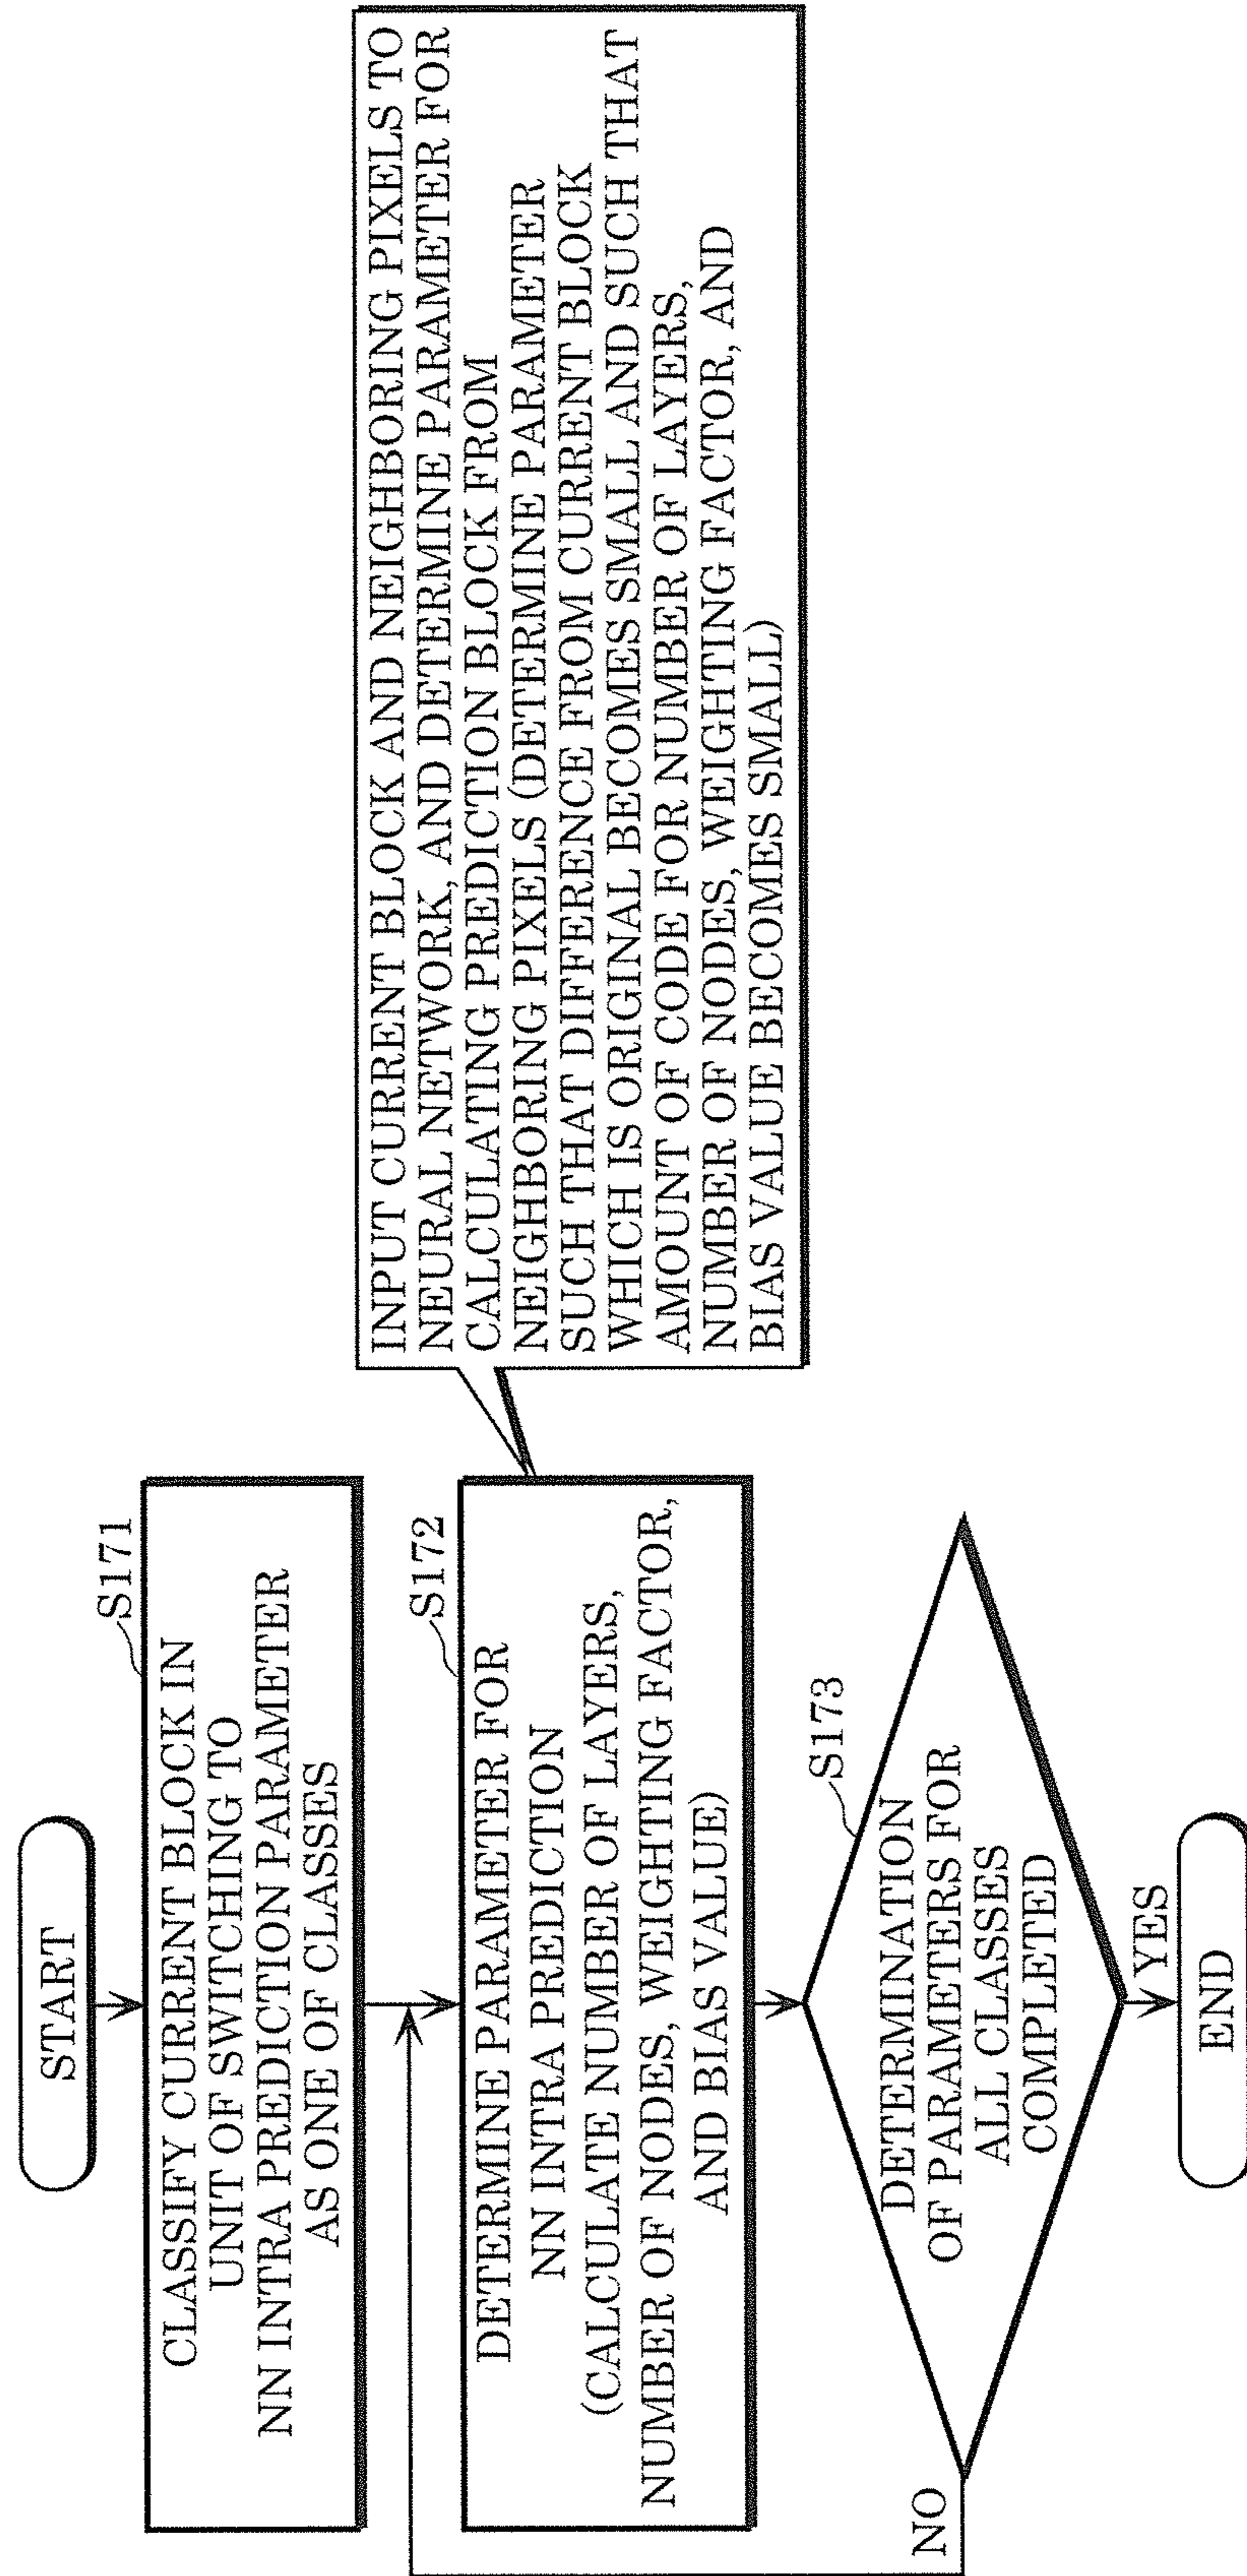 START
S171
CLASSIFY CURRENT BLOCK IN
UNIT OF SWITCHING TO
NN INTRA PREDICTION PARAMETER
AS ONE OF CLASSES
S172
DETERMINE PARAMETER FOR
NN INTRA PREDICTION
(CALCULATE NUMBER OF LAYERS,
NUMBER OF NODES, WEIGHTING FACTOR,
AND BIAS VALUE)
INPUT CURRENT BLOCK AND NEIGHBORING PIXELS TO
NEURAL NETWORK, AND DETERMINE PARAMETER FOR
CALCULATING PREDICTION BLOCK FROM
NEIGHBORING PIXELS (DETERMINE PARAMETER
SUCH THAT DIFFERENCE FROM CURRENT BLOCK
WHICH IS ORIGINAL BECOMES SMALL AND SUCH THAT
AMOUNT OF CODE FOR NUMBER OF LAYERS,
NUMBER OF NODES, WEIGHTING FACTOR, AND
BIAS VALUE BECOMES SMALL)
S173
DETERMINATION
OF PARAMETERS FOR
ALL CLASSES
COMPLETED
NO
YES
END